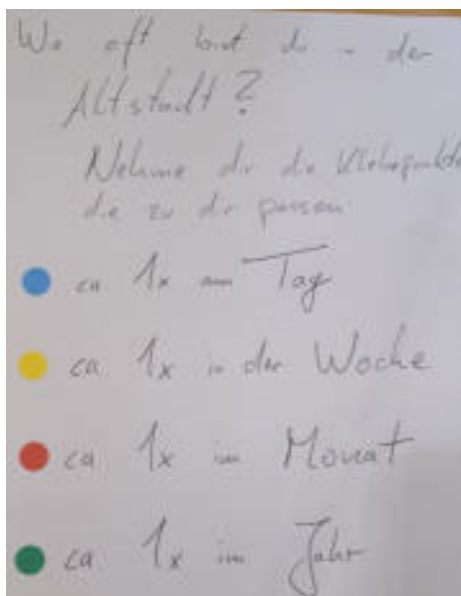 Wie oft bist du in der
Altstadt?
Nehme dir die Klebepunkte
die zu dir passen
ca 1x am Tag
ca 1x in der Woche
ca 1x im Monat
ca 1x im Jahr